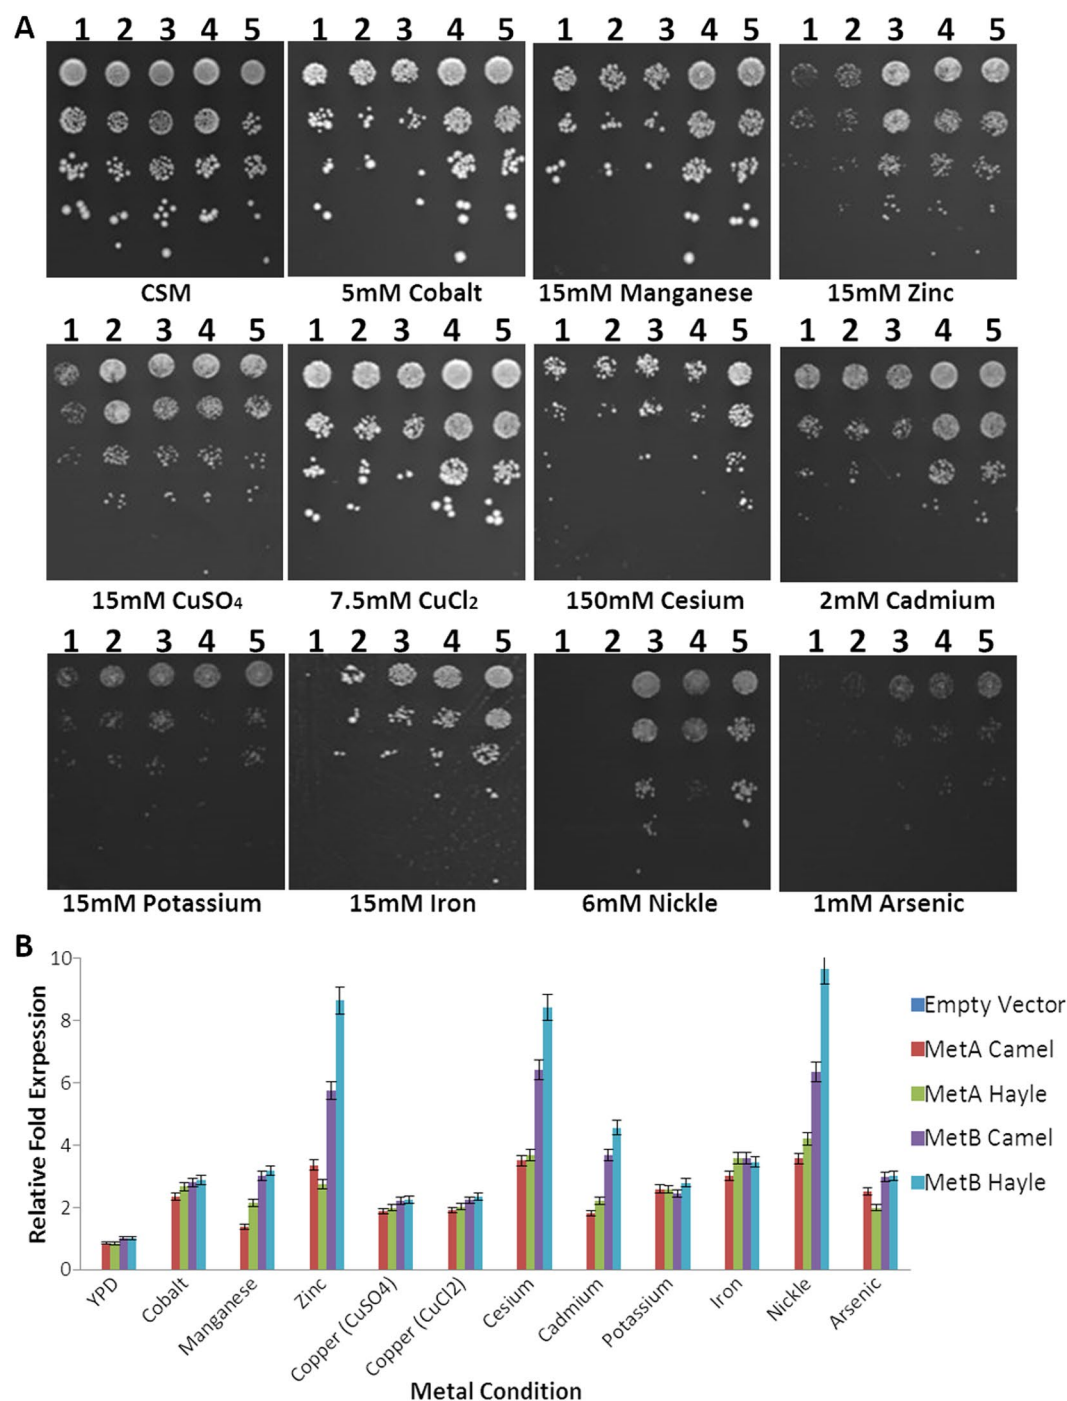 A
1 2 3 4 5 1 2 3 4 5 1 2 3 4 5 1 2 3 4 5
CSM 5mM Cobalt 15mM Manganese 15mM Zinc
1 2 3 4 5 1 2 3 4 5 1 2 3 4 5 1 2 3 4 5
15mM CuSO4 7.5mM CuCl2 150mM Cesium 2mM Cadmium
1 2 3 4 5 1 2 3 4 5 1 2 3 4 5 1 2 3 4 5
15mM Potassium 15mM Iron 6mM Nickle 1mM Arsenic
B
Relative Fold Exrpession
10
8
6
4
2
0
YPD
Cobalt
Manganese
Zinc
Copper (CuSO4)
Copper (CuCl2)
Cesium
Cadmium
Potassium
Iron
Nickle
Arsenic
Metal Condition
Empty Vector
MetA Camel
MetA Hayle
MetB Camel
MetB Hayle